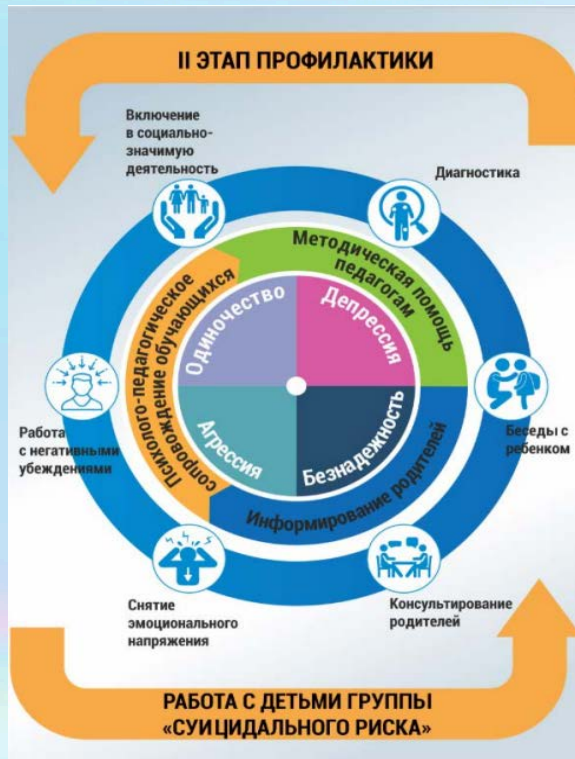 II ЭТАП ПРОФИЛАКТИКИ
Включение
в социально-
значимую
деятельность
Диагностика
Методическая помощь
педагогам
Психолого-педагогическое
сопровождение обучающихся
Одиночество
Депрессия
Агрессия
Безнадежность
Информирование родителей
Работа
с негативными
убеждениями
Беседы с
ребенком
Снятие
эмоционального
напряжения
Консультирование
родителей
РАБОТА С ДЕТЬМИ ГРУППЫ
«СУИЦИДАЛЬНОГО РИСКА»